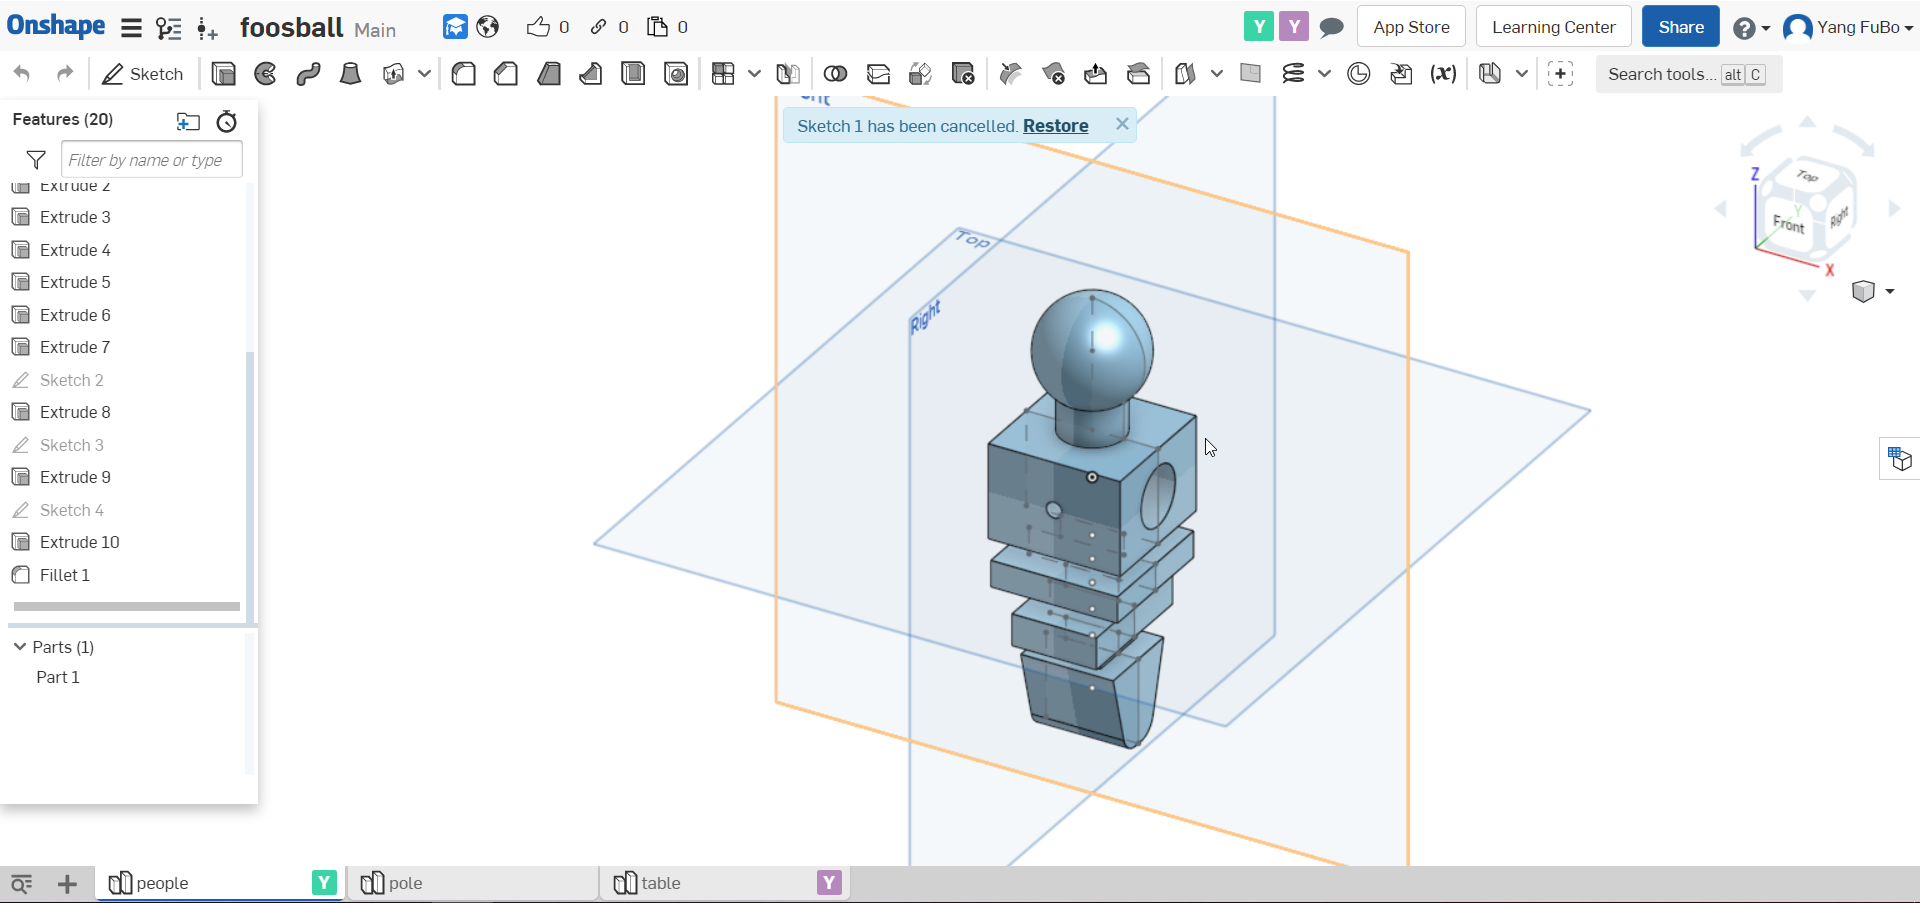 Onshape
foosball Main
0
0
0
Y
Y
App Store
Learning Center
Share
Yang FuBo
Sketch
(x)
Search tools... alt C
Features (20)
Filter by name or type
Extrude 2
Extrude 3
Extrude 4
Extrude 5
Extrude 6
Extrude 7
Sketch 2
Extrude 8
Sketch 3
Extrude 9
Sketch 4
Extrude 10
Fillet 1
Parts (1)
Part 1
Sketch 1 has been cancelled. Restore
Top
Right
Z
Top
Y
Front
Right
X
people Y
pole
table Y